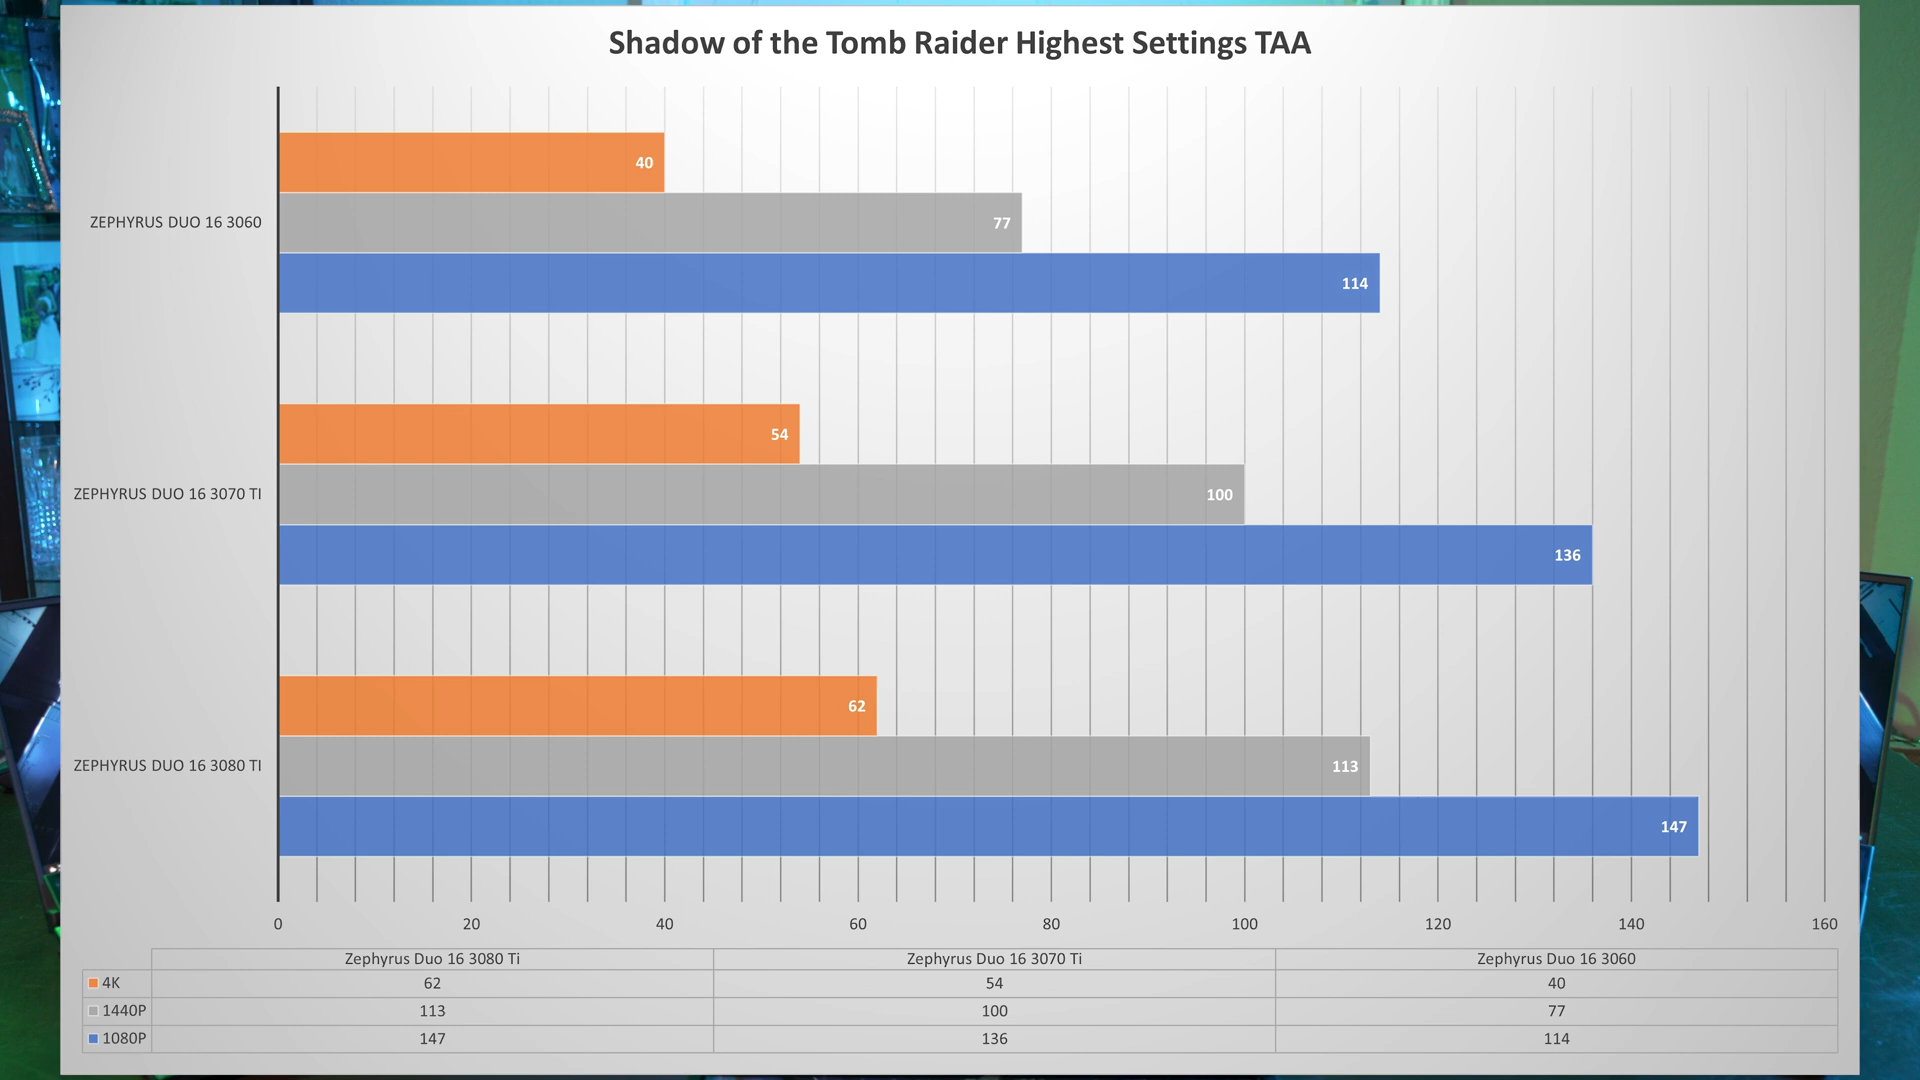 Shadow of the Tomb Raider Highest Settings TAA
40
ZEPHYRUS DUO 16 3060
77
114
54
ZEPHYRUS DUO 16 3070 TI
100
136
62
ZEPHYRUS DUO 16 3080 TI
113
147
0 20 40 60 80 100 120 140 160
Zephyrus Duo 16 3080 Ti Zephyrus Duo 16 3070 Ti Zephyrus Duo 16 3060
4K 62 54 40
1440P 113 100 77
1080P 147 136 114